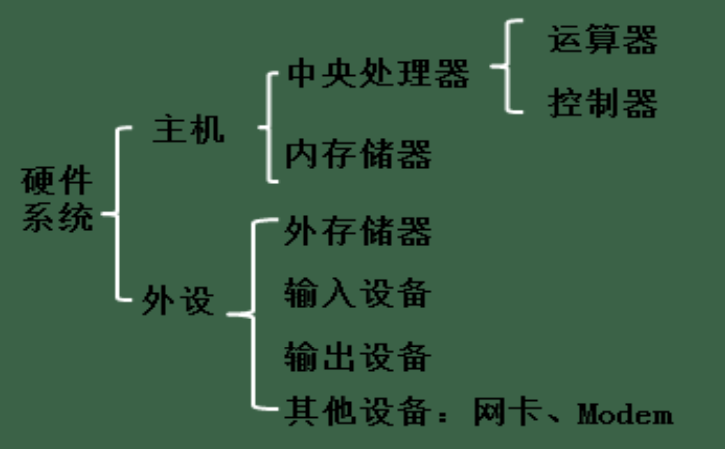 硬件
系统
主机
中央处理器
运算器
控制器
内存储器
外设
外存储器
输入设备
输出设备
其他设备：网卡、Modem